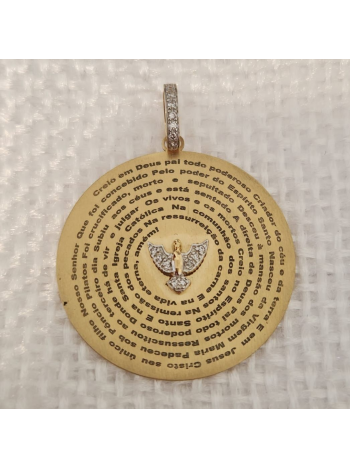 Creio em Deus pai todo poderoso Criador do céu e da terra E em Jesus Cristo seu único filho Nosso Senhor Que foi concebido Pelo poder do Espírito Santo Nasceu da Virgem Maria Padeceu sob Pôncio Pilatos Foi crucificado, morto e sepultado Desceu à mansão dos mortos Ressuscitou ao terceiro dia Subiu aos céus e está sentado A direita de Deus Pai todo poderoso Donde há de vir e julgar Os vivos e os mortos Creio no Espírito Santo E na Santa Igreja Católica Na comunhão dos santos Na remissão dos pecados Na ressurreição da carne E na vida eterna, amém!